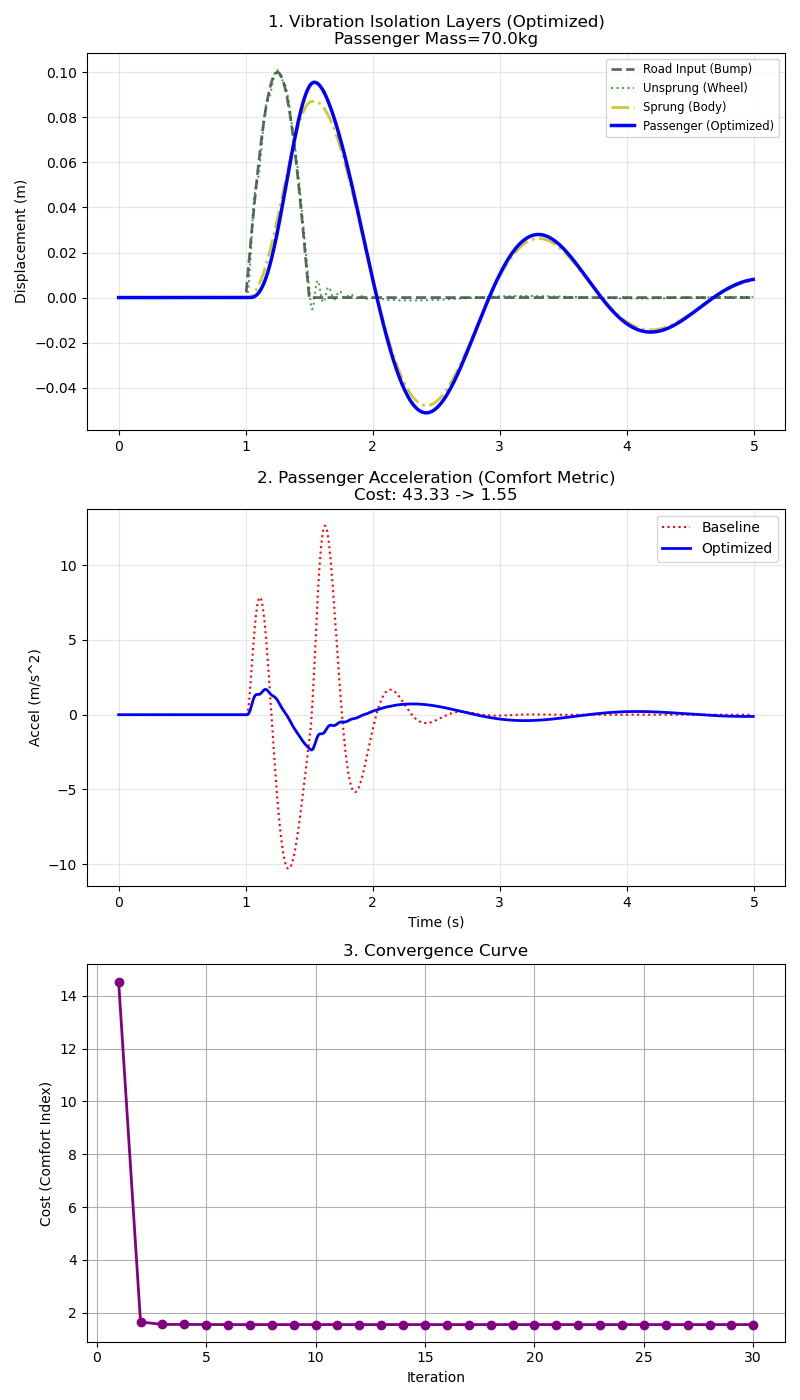 1. Vibration Isolation Layers (Optimized)
Passenger Mass=70.0kg
Displacement (m)
0.10
0.08
0.06
0.04
0.02
0.00
−0.02
−0.04
Road Input (Bump)
Unsprung (Wheel)
Sprung (Body)
Passenger (Optimized)
0 1 2 3 4 5
2. Passenger Acceleration (Comfort Metric)
Cost: 43.33 -> 1.55
Accel (m/s^2)
10
5
0
−5
−10
Baseline
Optimized
0 1 2 3 4 5
Time (s)
3. Convergence Curve
Cost (Comfort Index)
14
12
10
8
6
4
2
0 5 10 15 20 25 30
Iteration